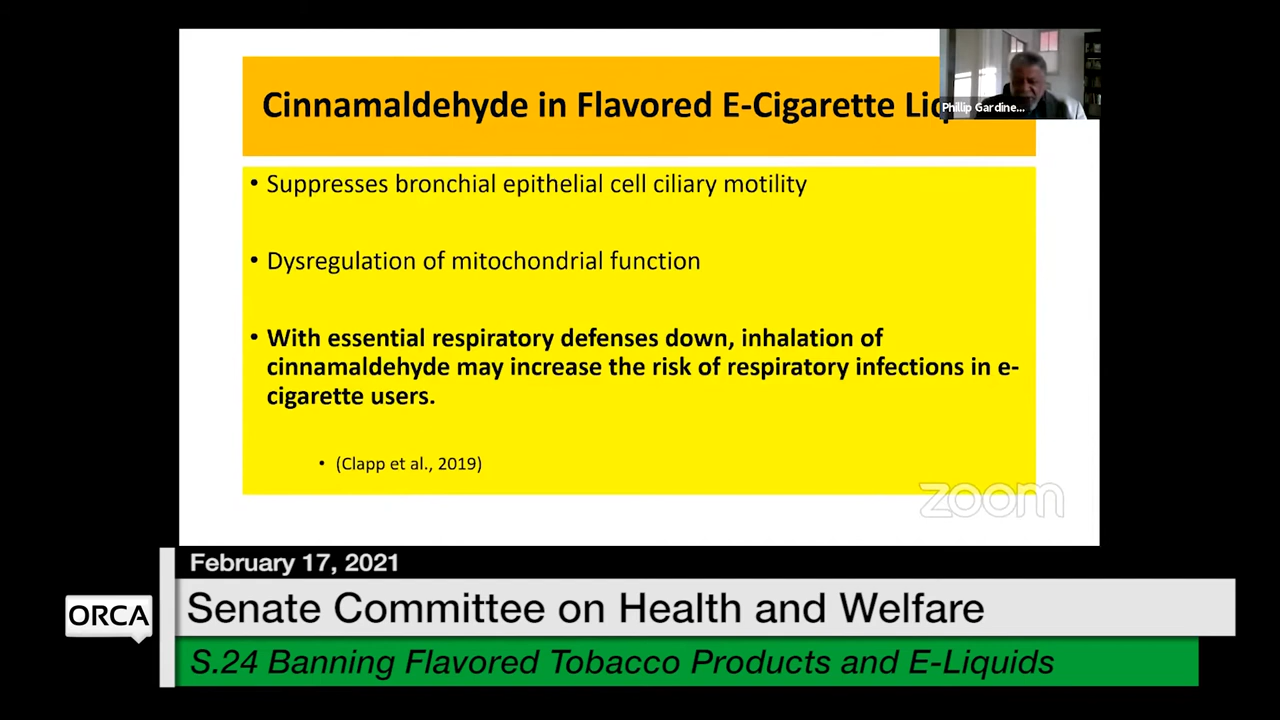 Cinnamaldehyde in Flavored E-Cigarette
Phillip Gardine...
• Suppresses bronchial epithelial cell ciliary motility
• Dysregulation of mitochondrial function
• With essential respiratory defenses down, inhalation of
cinnamaldehyde may increase the risk of respiratory infections in e-
cigarette users.
• (Clapp et al., 2019)
zoom
February 17, 2021
ORCA
Senate Committee on Health and Welfare
S.24 Banning Flavored Tobacco Products and E-Liquids